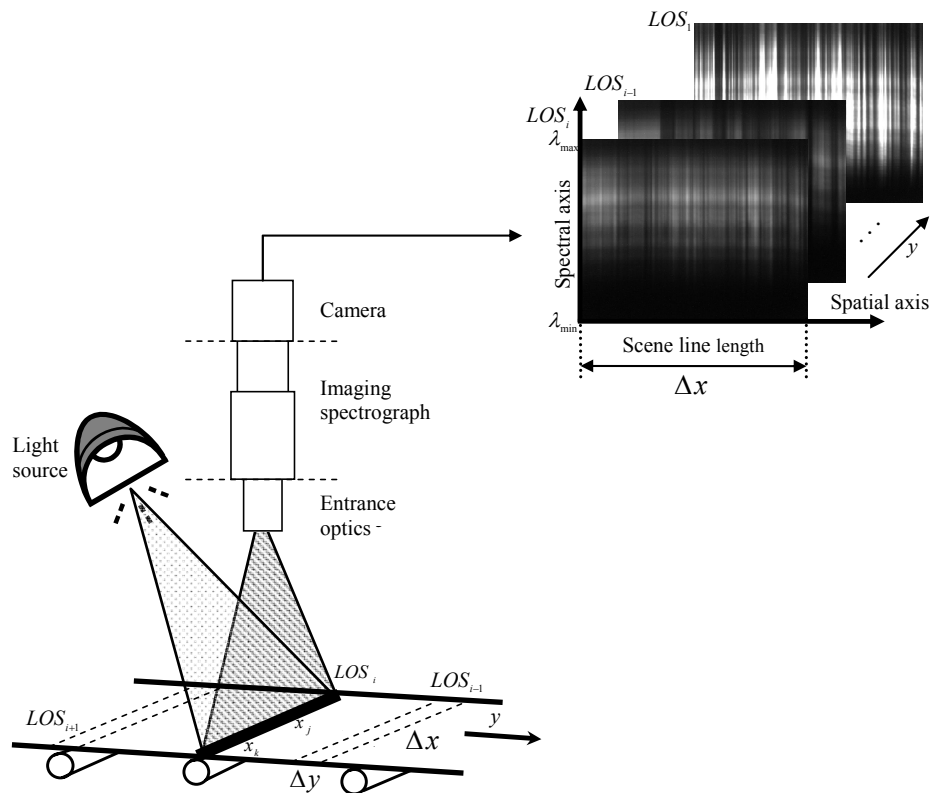 LOS₁
LOSᵢ₋₁
LOSᵢ
λmax
Spectral axis
y
Spatial axis
λmin
Scene line length
Δx
Camera
Imaging
spectrograph
Light
source
Entrance
optics -
LOS ᵢ
LOSᵢ₋₁
LOSᵢ₊₁
xⱼ
y
xₖ
Δx
Δy